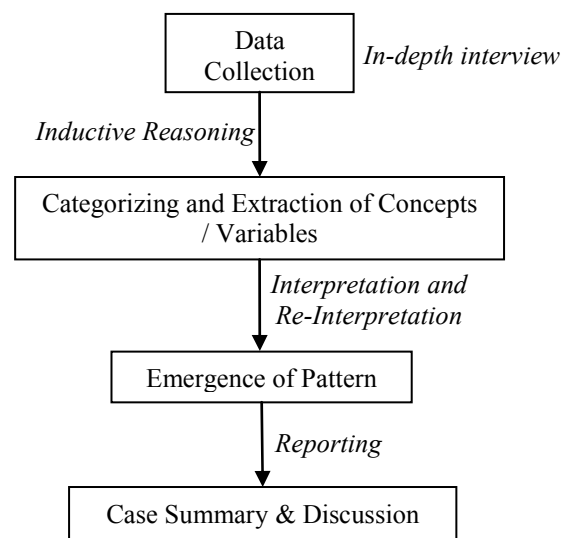 Data
Collection
In-depth interview
Inductive Reasoning
Categorizing and Extraction of Concepts
/ Variables
Interpretation and
Re-Interpretation
Emergence of Pattern
Reporting
Case Summary & Discussion